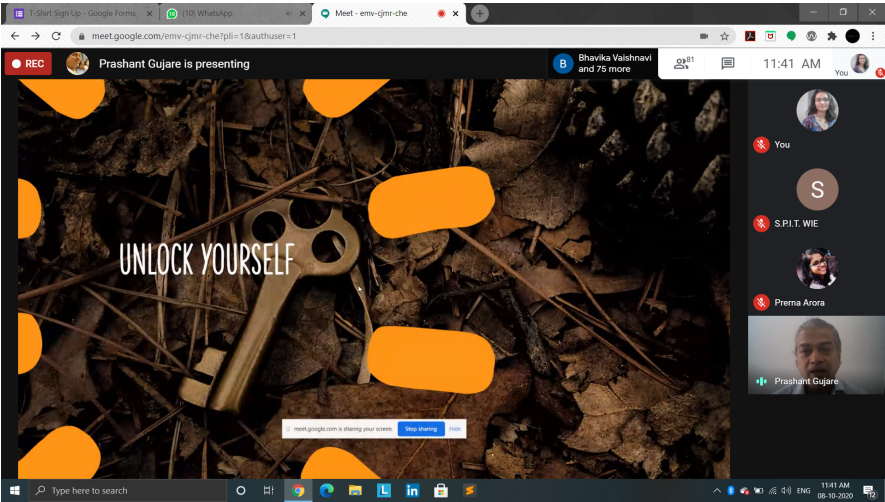 T-Shirt Sign Up - Google Forms
(10) WhatsApp
Meet - emv-cjmr-che
meet.google.com/emv-cjmr-che?pli=1&authuser=1
REC
Prashant Gujare is presenting
B
Bhavika Vaishnavi
and 75 more
81
11:41 AM
You
You
S
S.P.I.T. WIE
Prerna Arora
Prashant Gujare
UNLOCK YOURSELF
meet.google.com is sharing your screen.
Stop sharing
Hide
Type here to search
ENG
11:41 AM
08-10-2020
12